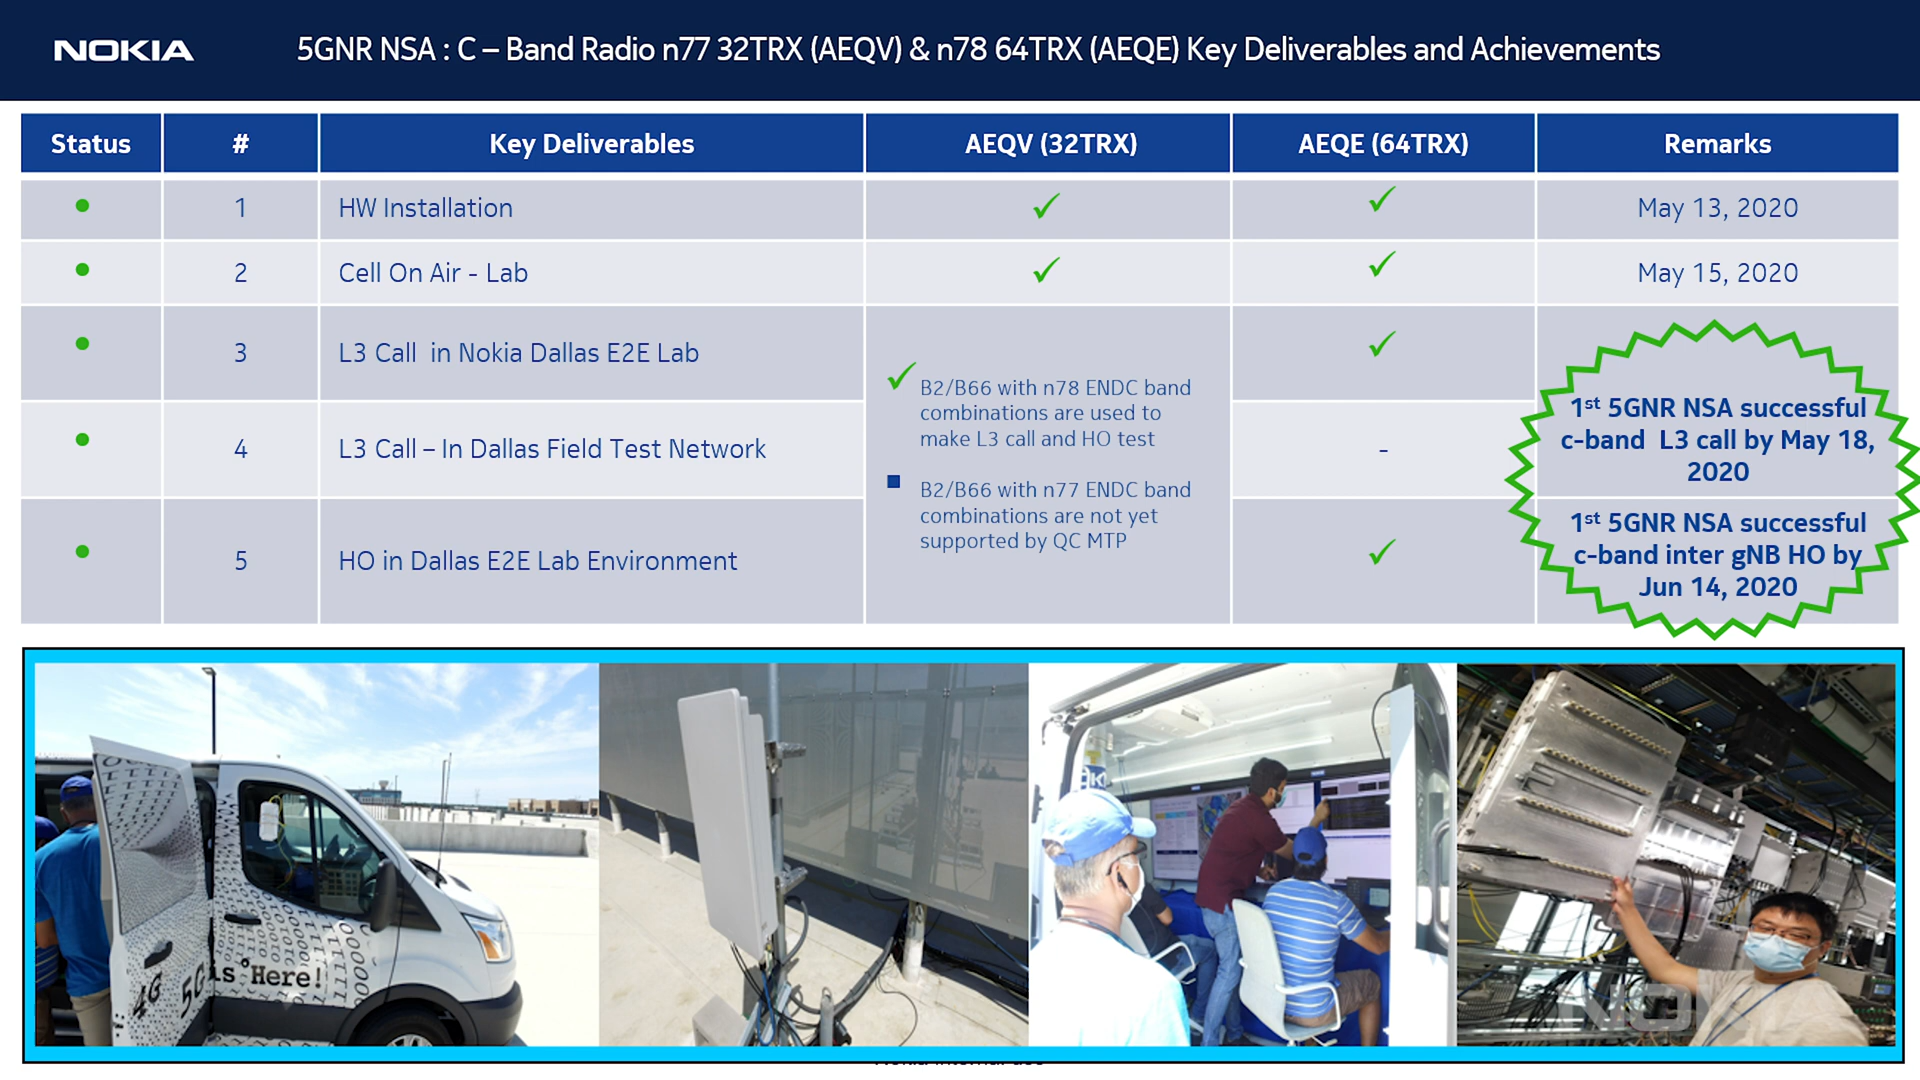 NOKIA
5GNR NSA : C – Band Radio n77 32TRX (AEQV) & n78 64TRX (AEQE) Key Deliverables and Achievements
Status # Key Deliverables AEQV (32TRX) AEQE (64TRX) Remarks
1 HW Installation ✓ ✓ May 13, 2020
2 Cell On Air - Lab ✓ ✓ May 15, 2020
3 L3 Call in Nokia Dallas E2E Lab ✓
4 L3 Call – In Dallas Field Test Network -
5 HO in Dallas E2E Lab Environment ✓
✓ B2/B66 with n78 ENDC band
combinations are used to
make L3 call and HO test
B2/B66 with n77 ENDC band
combinations are not yet
supported by QC MTP
1st 5GNR NSA successful
c-band L3 call by May 18,
2020
1st 5GNR NSA successful
c-band inter gNB HO by
Jun 14, 2020
4G 5G is Here!
NOKIA
Nokia internal use